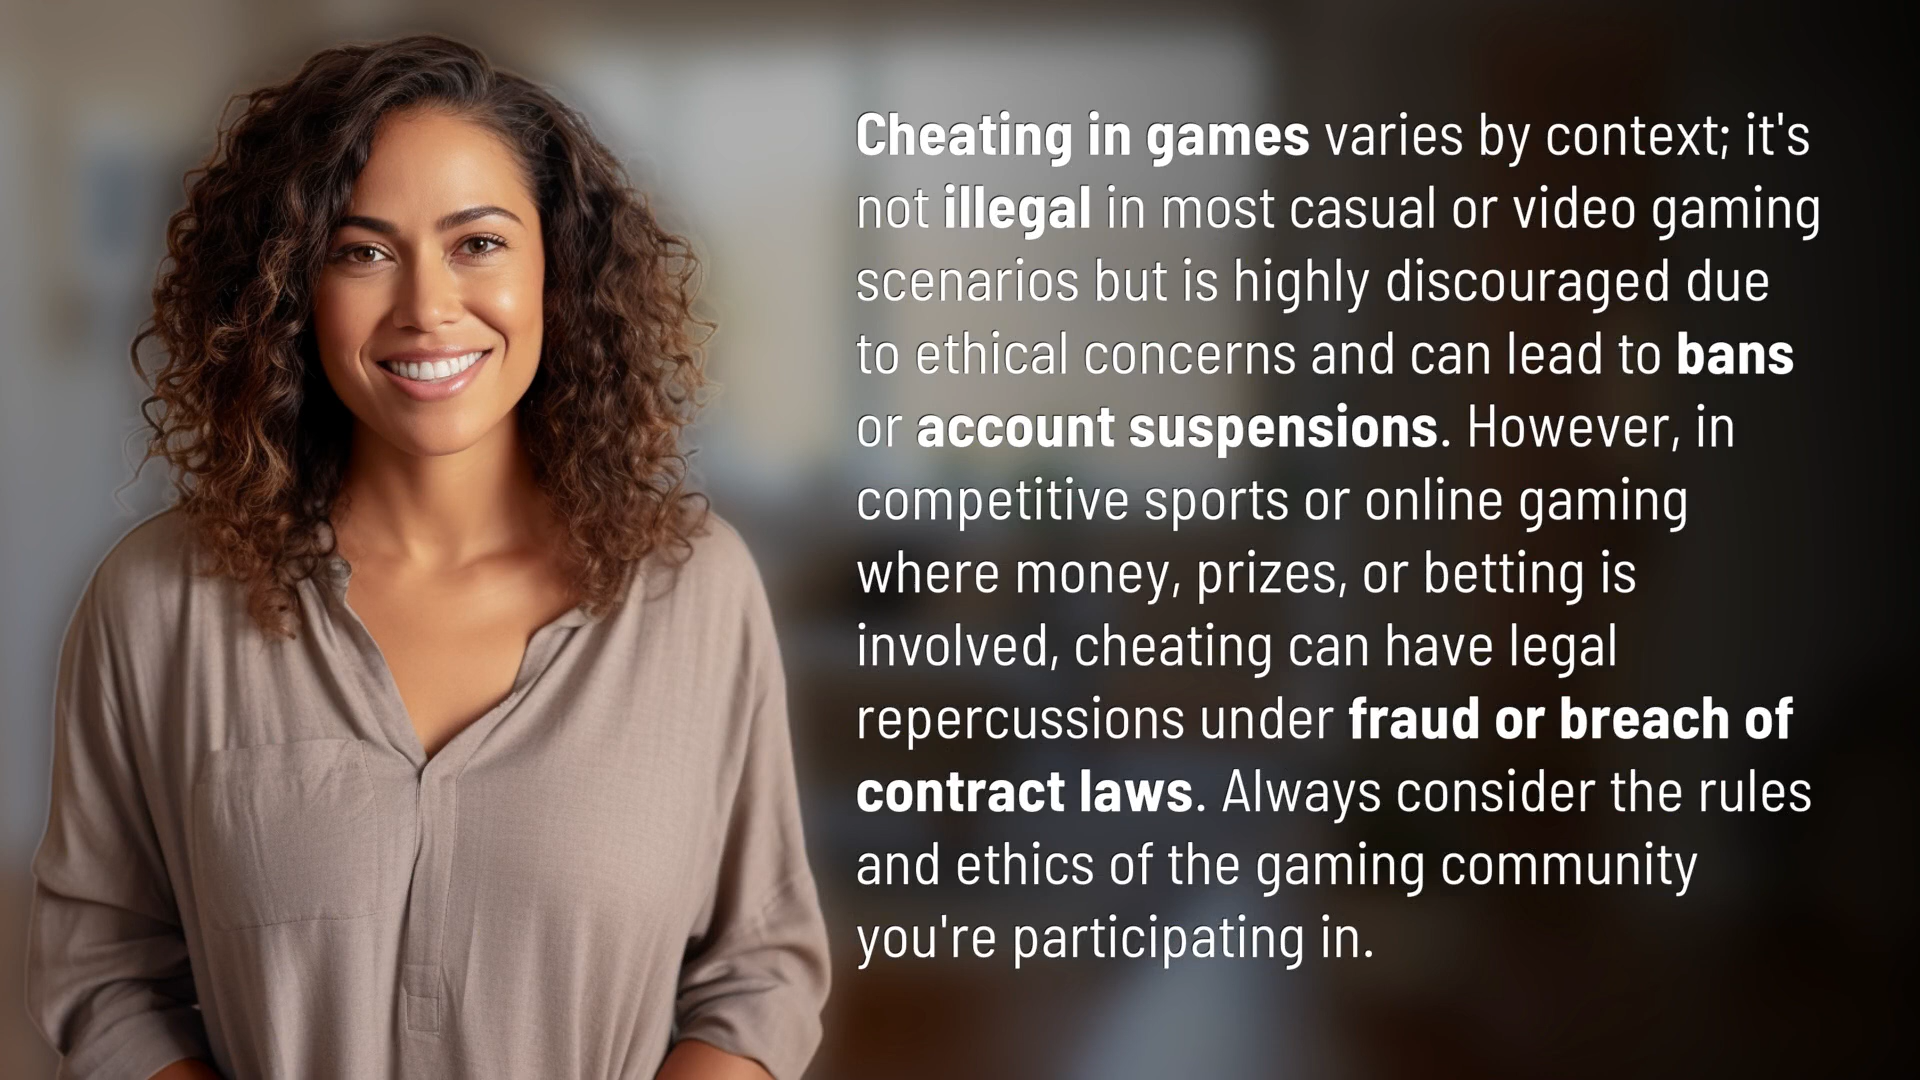 Cheating in games varies by context; it's
not illegal in most casual or video gaming
scenarios but is highly discouraged due
to ethical concerns and can lead to bans
or account suspensions. However, in
competitive sports or online gaming
where money, prizes, or betting is
involved, cheating can have legal
repercussions under fraud or breach of
contract laws. Always consider the rules
and ethics of the gaming community
you're participating in.